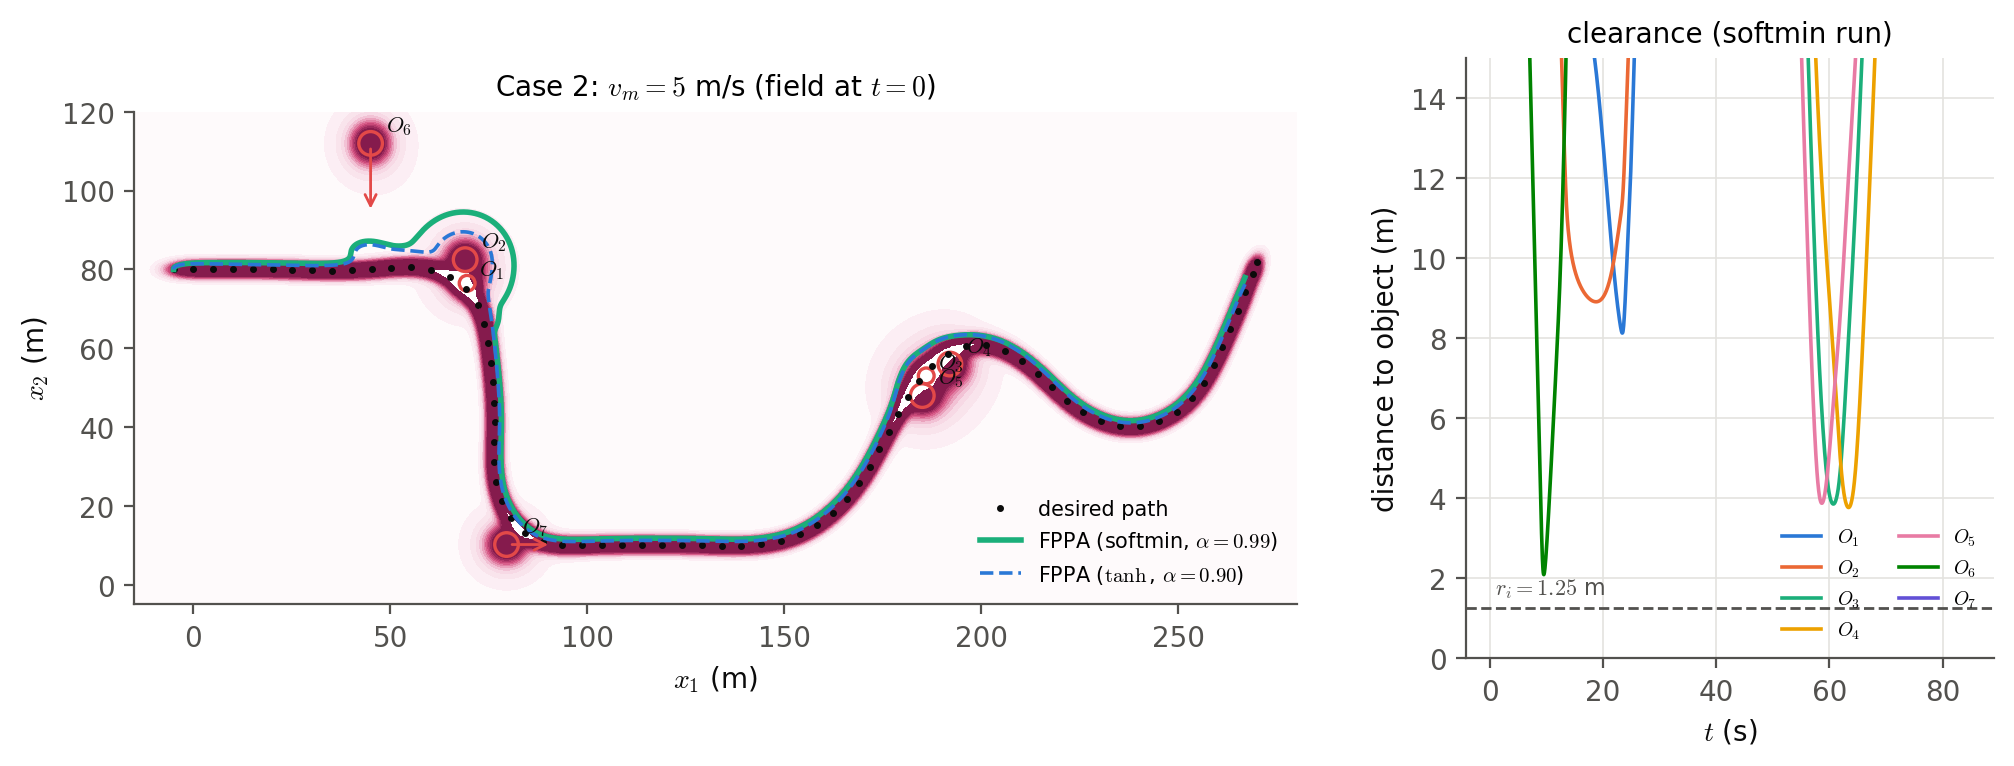 Case 2: $v_m = 5$ m/s (field at $t = 0$)
120
100
80
60
40
20
0
$x_2$ (m)
0
50
100
150
200
250
$x_1$ (m)
$O_6$
$O_2$
$O_1$
$O_4$
$O_3$
$O_5$
$O_7$
desired path
FPPA (softmin, $\alpha = 0.99$)
FPPA (tanh, $\alpha = 0.90$)
clearance (softmin run)
14
12
10
8
6
4
2
0
distance to object (m)
$r_i = 1.25$ m
$O_1$
$O_2$
$O_3$
$O_4$
$O_5$
$O_6$
$O_7$
0
20
40
60
80
$t$ (s)